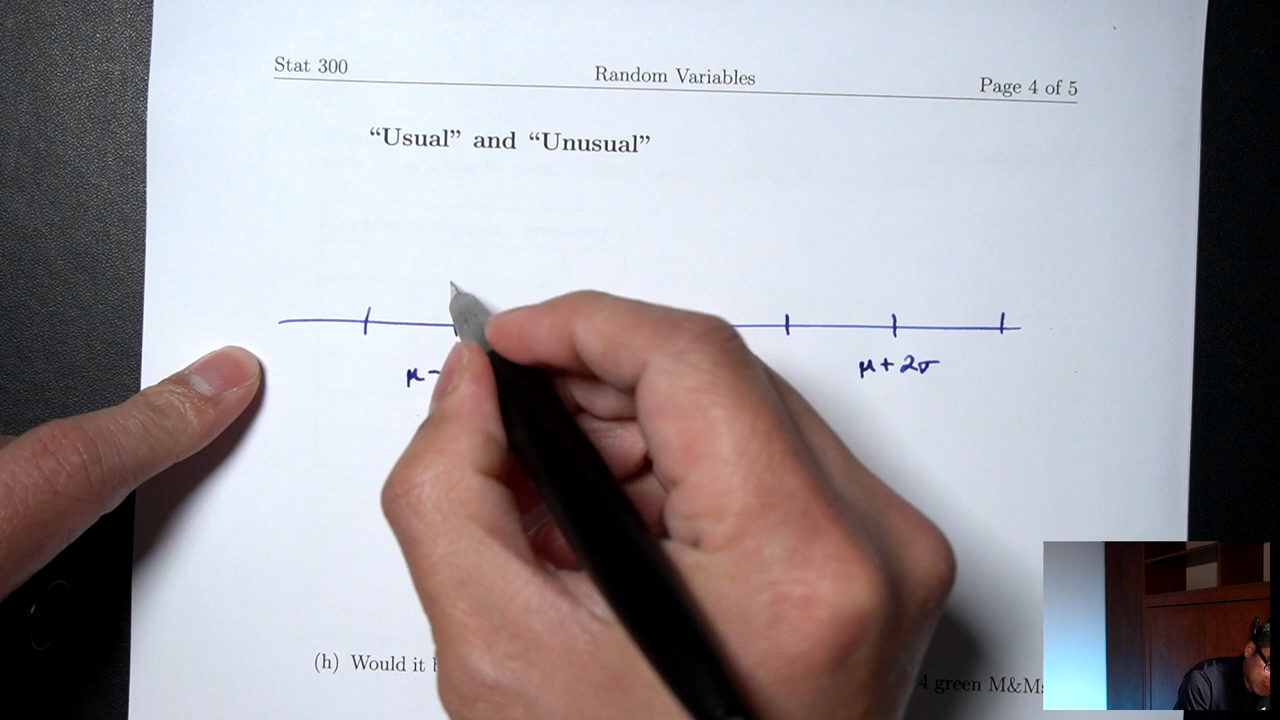 Stat 300 Random Variables Page 4 of 5
“Usual” and “Unusual”
μ- μ+2σ
(h) Would it 4 green M&Ms